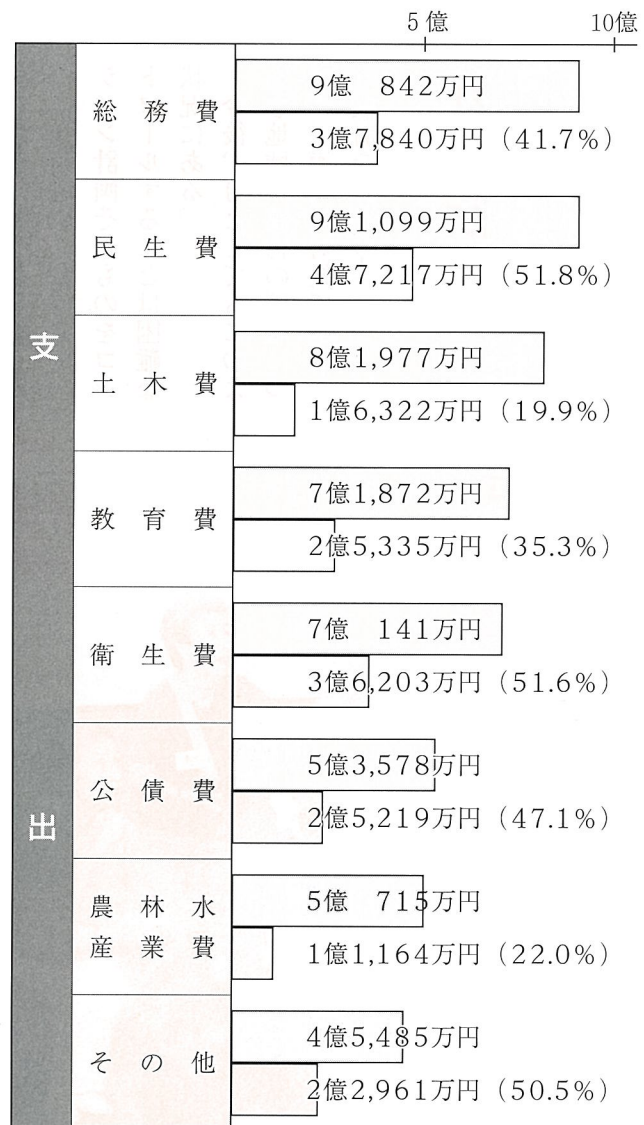 5億 10億
支出
総務費
9億 842万円
3億7,840万円（41.7%）
民生費
9億1,099万円
4億7,217万円（51.8%）
土木費
8億1,977万円
1億6,322万円（19.9%）
教育費
7億1,872万円
2億5,335万円（35.3%）
衛生費
7億 141万円
3億6,203万円（51.6%）
公債費
5億3,578万円
2億5,219万円（47.1%）
農林水
産業費
5億 715万円
1億1,164万円（22.0%）
その他
4億5,485万円
2億2,961万円（50.5%）